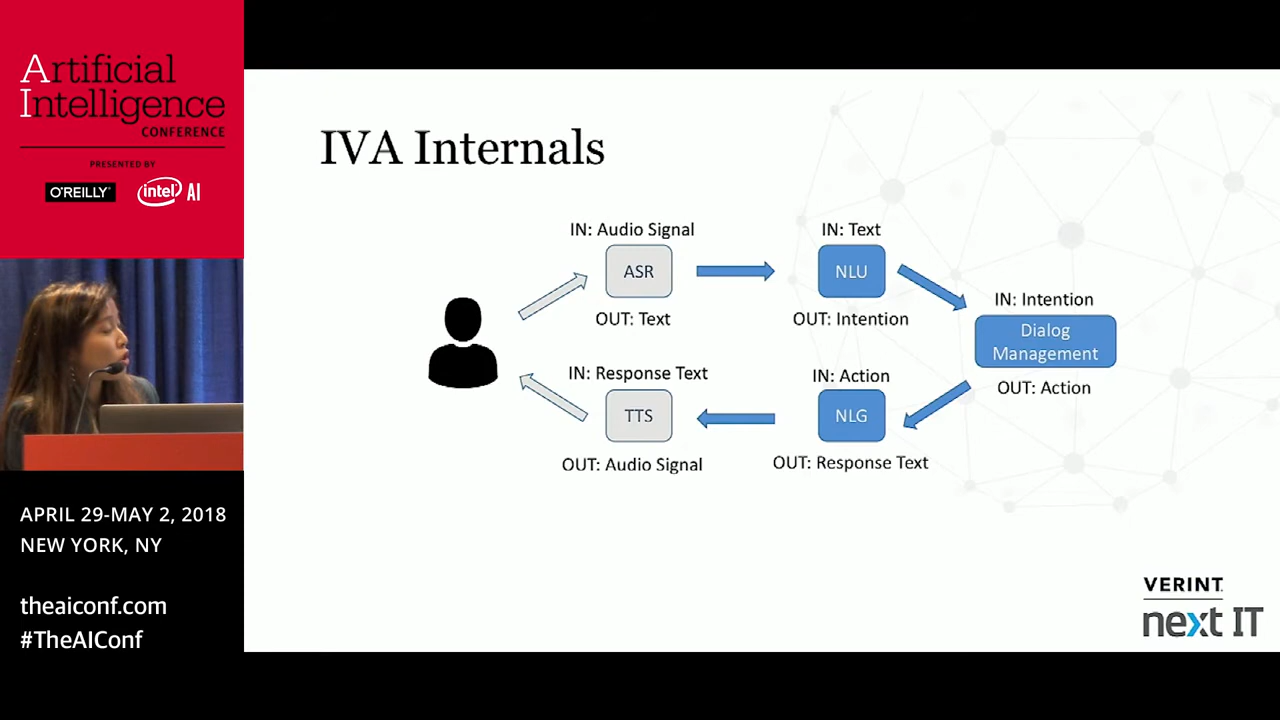 Artificial
Intelligence
CONFERENCE
PRESENTED BY
O'REILLY
intel AI
APRIL 29-MAY 2, 2018
NEW YORK, NY
theaiconf.com
#TheAIConf
IVA Internals
IN: Audio Signal
ASR
OUT: Text
IN: Text
NLU
OUT: Intention
IN: Intention
Dialog
Management
OUT: Action
IN: Action
NLG
OUT: Response Text
IN: Response Text
TTS
OUT: Audio Signal
VERINT
next IT